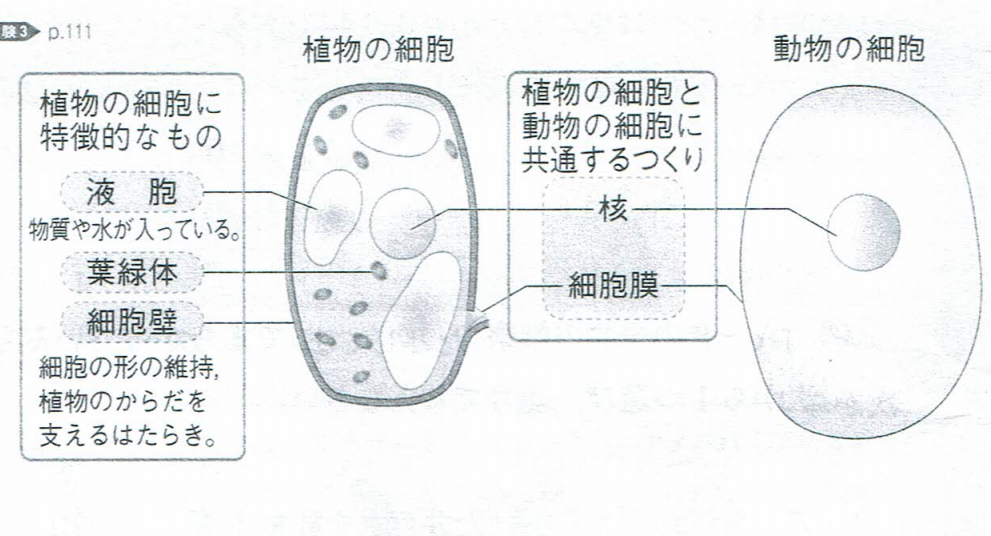 験3 p.111
植物の細胞
動物の細胞
植物の細胞に
特徴的なもの
液　胞
物質や水が入っている。
葉緑体
細胞壁
細胞の形の維持,
植物のからだを
支えるはたらき。
植物の細胞と
動物の細胞に
共通するつくり
核
細胞膜